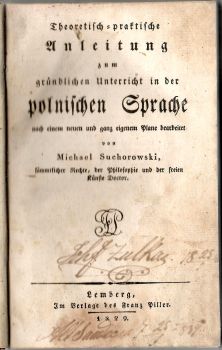 Theoretisch-praktische
Anleitung
zum
gründlichen Unterricht in der
polnischen Sprache
nach einem neuen und ganz eigenem Plane bearbeitet
von
Michael Suchorowski,
sämmtlicher Rechte, der Philosophie und der freien
Künste Doctor.
Lemberg,
Im Verlage des Franz Piller.
1829.